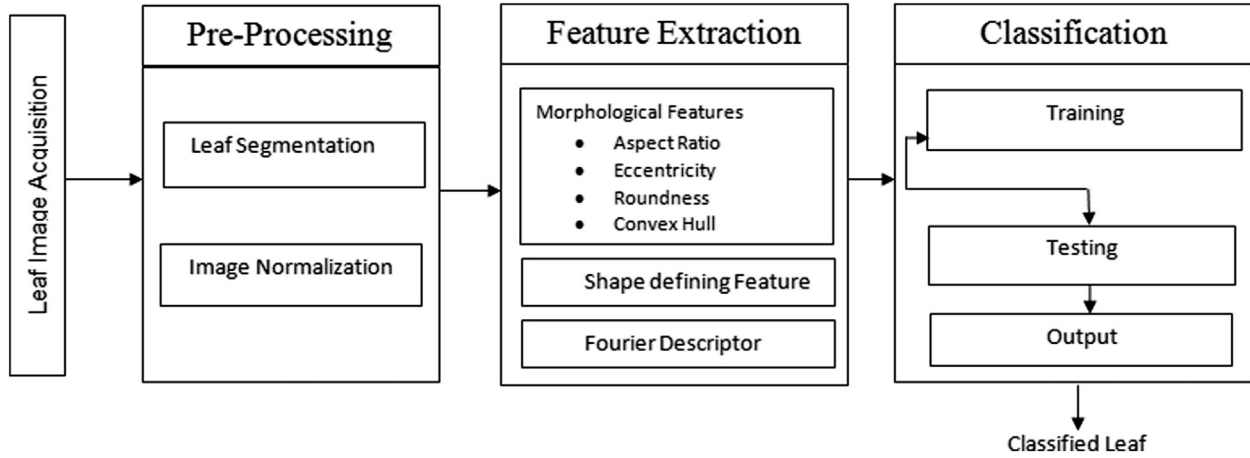 Leaf Image Acquisition
Pre-Processing
Leaf Segmentation
Image Normalization
Feature Extraction
Morphological Features
• Aspect Ratio
• Eccentricity
• Roundness
• Convex Hull
Shape defining Feature
Fourier Descriptor
Classification
Training
Testing
Output
Classified Leaf